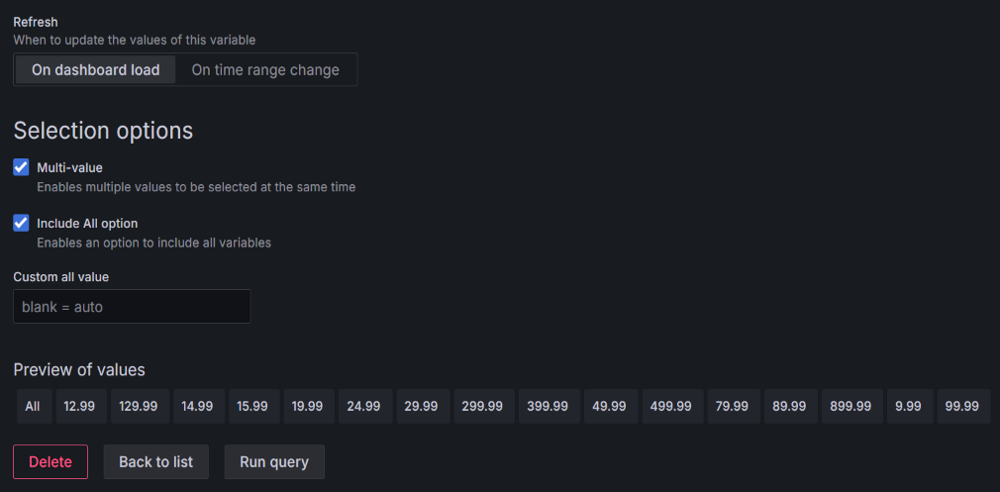 Refresh
When to update the values of this variable
On dashboard load On time range change
Selection options
Multi-value
Enables multiple values to be selected at the same time
Include All option
Enables an option to include all variables
Custom all value
blank = auto
Preview of values
All 12.99 129.99 14.99 15.99 19.99 24.99 29.99 299.99 399.99 49.99 499.99 79.99 89.99 899.99 9.99 99.99
Delete Back to list Run query